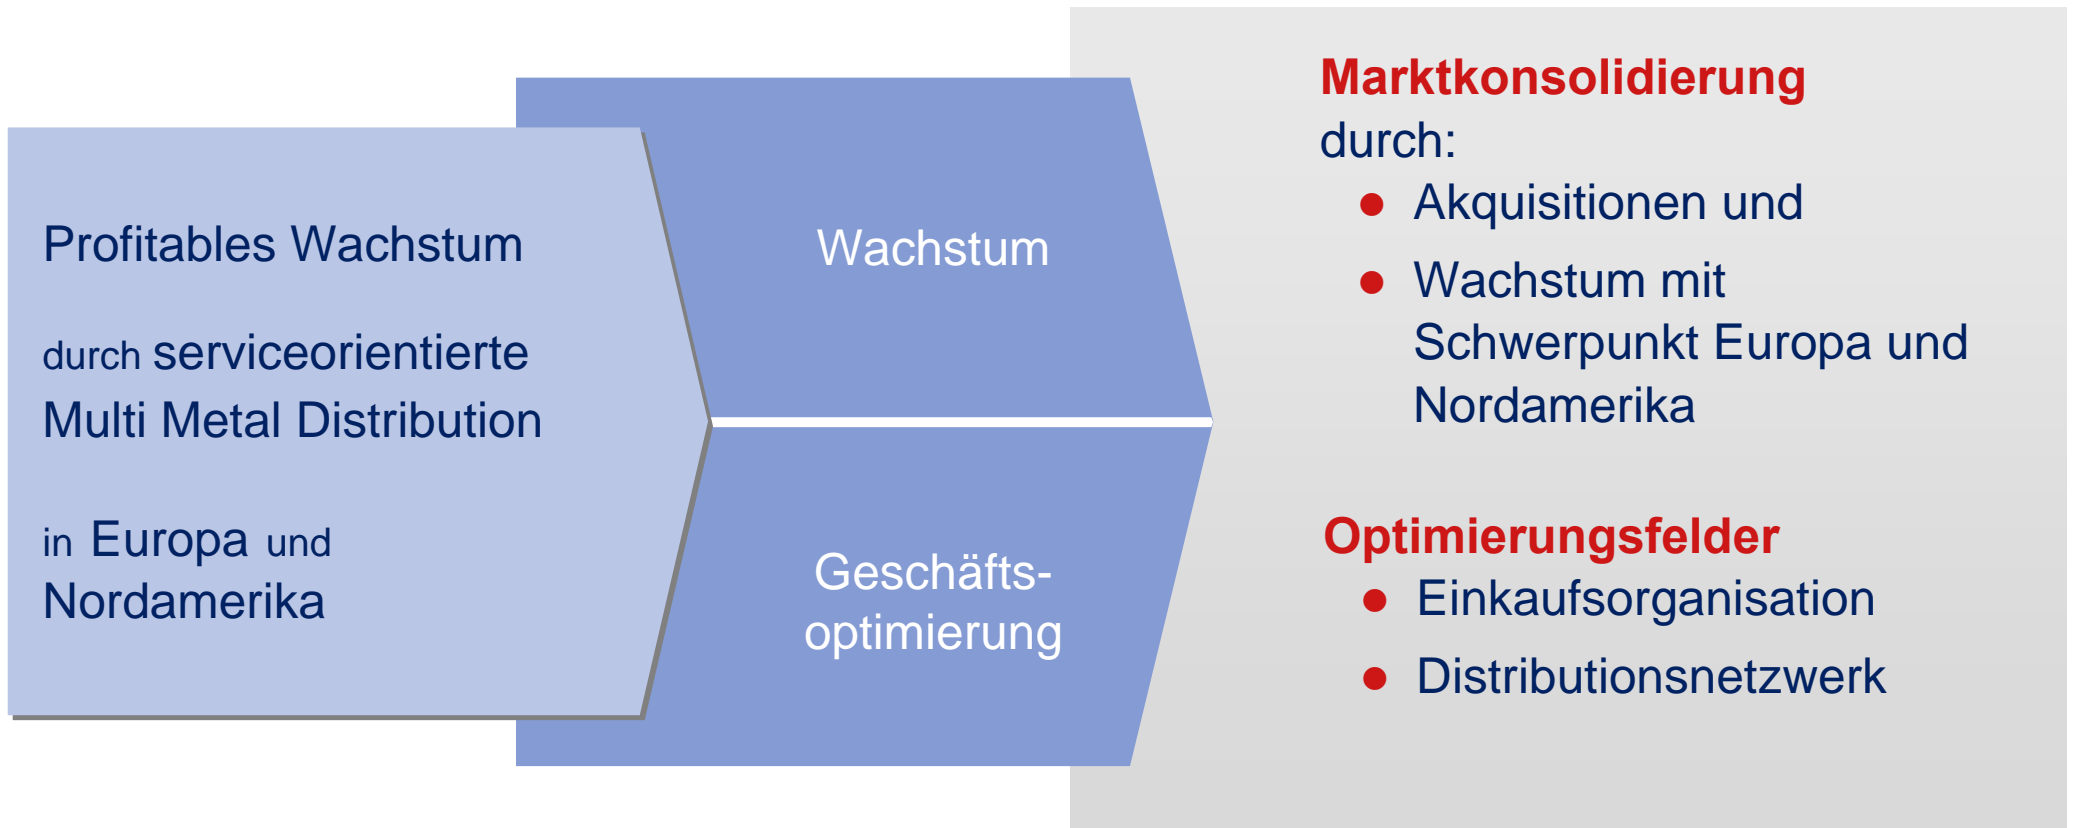 Profitables Wachstum
durch serviceorientierte
Multi Metal Distribution
in Europa und
Nordamerika
Wachstum
Geschäfts-
optimierung
Marktkonsolidierung
durch:
● Akquisitionen und
● Wachstum mit
Schwerpunkt Europa und
Nordamerika
Optimierungsfelder
● Einkaufsorganisation
● Distributionsnetzwerk